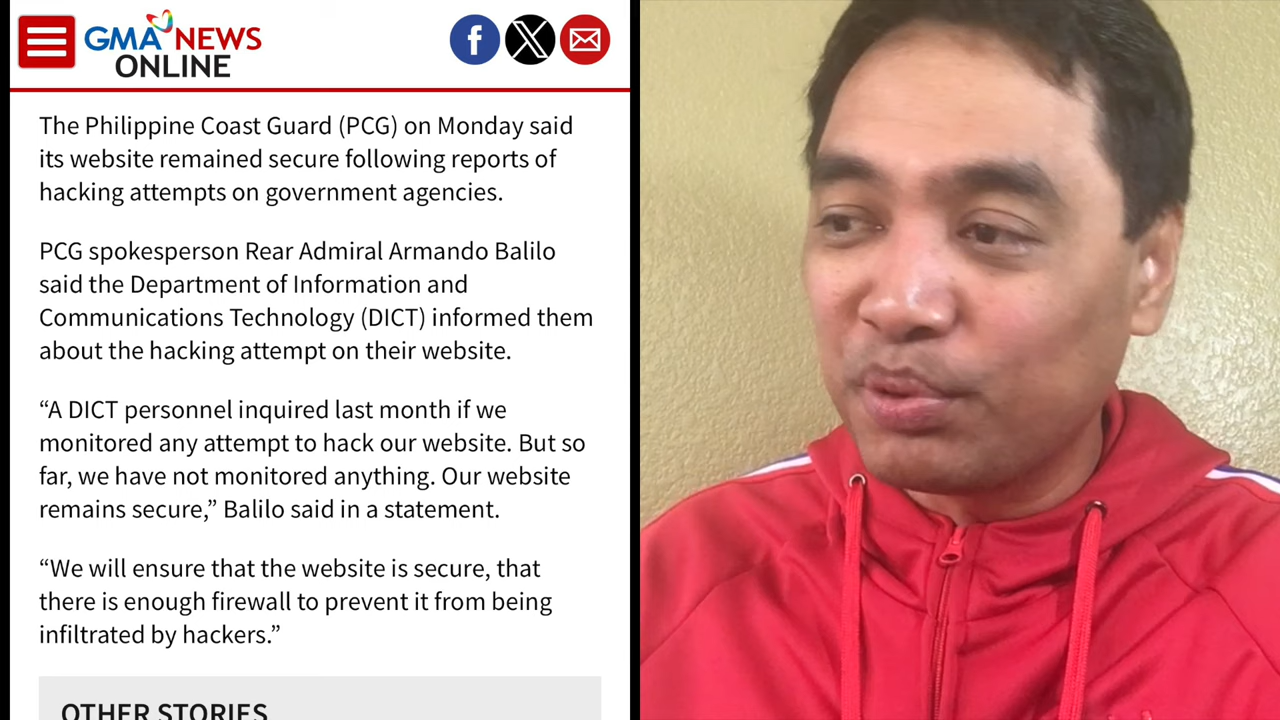 GMA NEWS
ONLINE
The Philippine Coast Guard (PCG) on Monday said
its website remained secure following reports of
hacking attempts on government agencies.
PCG spokesperson Rear Admiral Armando Balilo
said the Department of Information and
Communications Technology (DICT) informed them
about the hacking attempt on their website.
“A DICT personnel inquired last month if we
monitored any attempt to hack our website. But so
far, we have not monitored anything. Our website
remains secure,” Balilo said in a statement.
“We will ensure that the website is secure, that
there is enough firewall to prevent it from being
infiltrated by hackers.”
OTHER STORIES